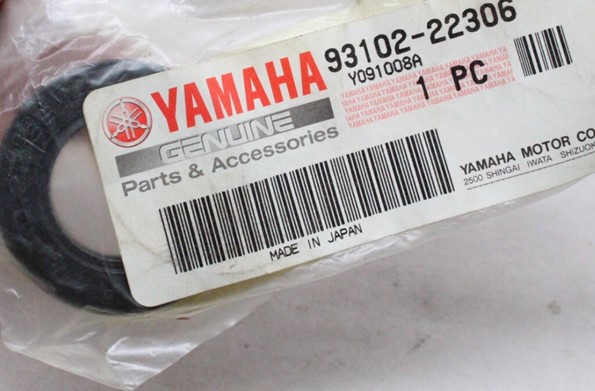 93102-22306
Y091008A
1 PC
YAMAHA
GENUINE
Parts & Accessories
YAMAHA MOTOR CO
2500 SHINGAI IWATA SHIZUOK
MADE IN JAPAN